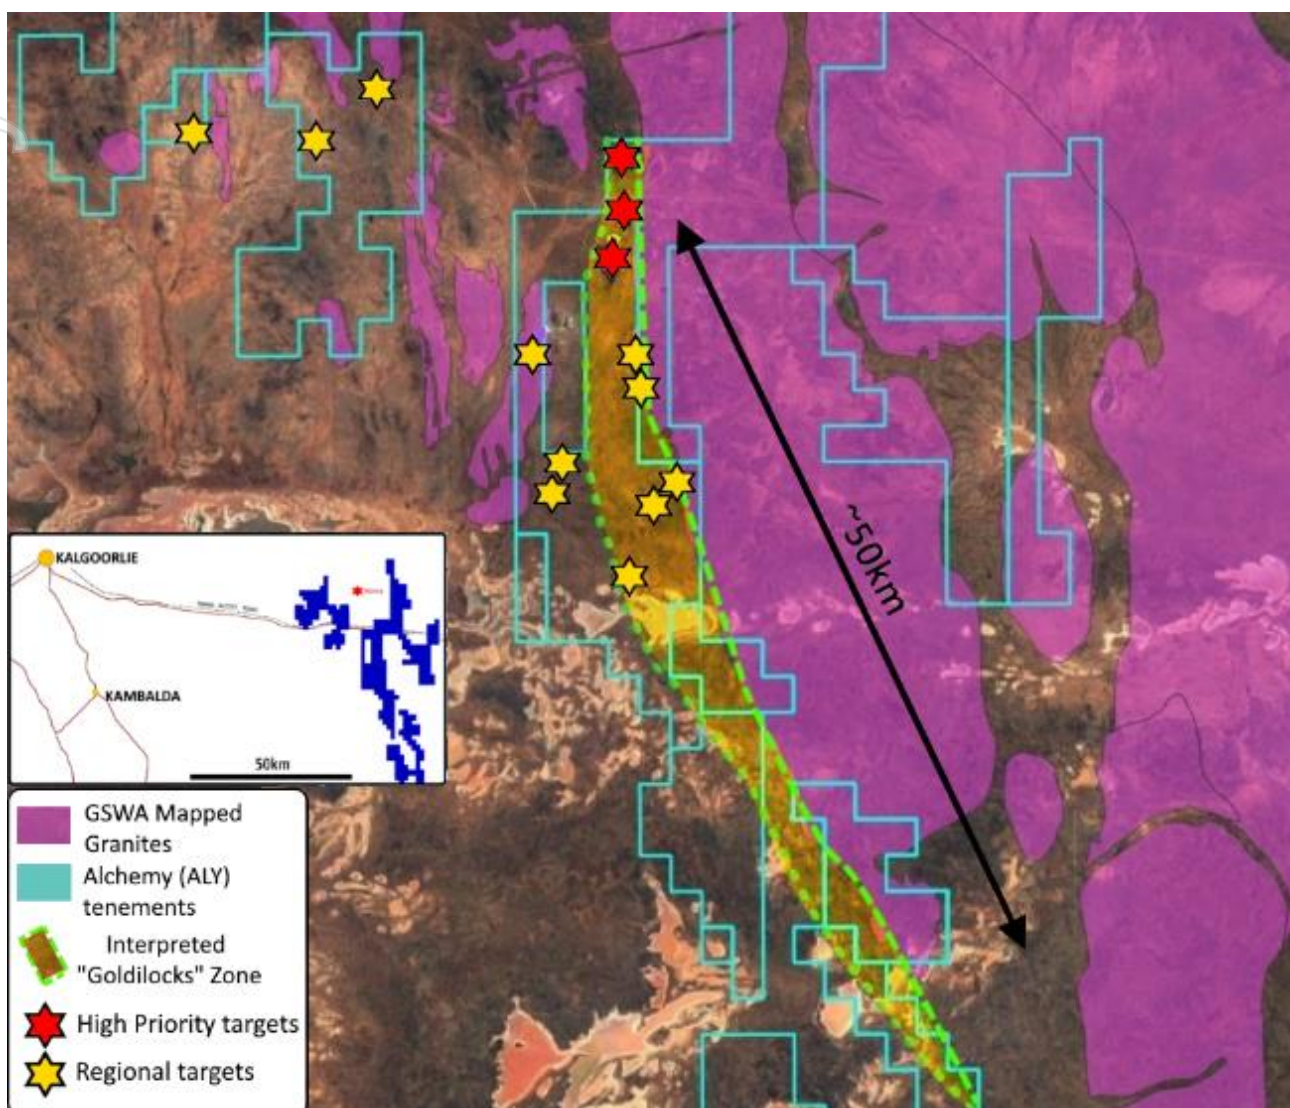 ~50km
KALGOORLIE
KAMBALDA
50km
GSWA Mapped
Granites
Alchemy (ALY)
tenements
Interpreted
"Goldilocks" Zone
High Priority targets
Regional targets